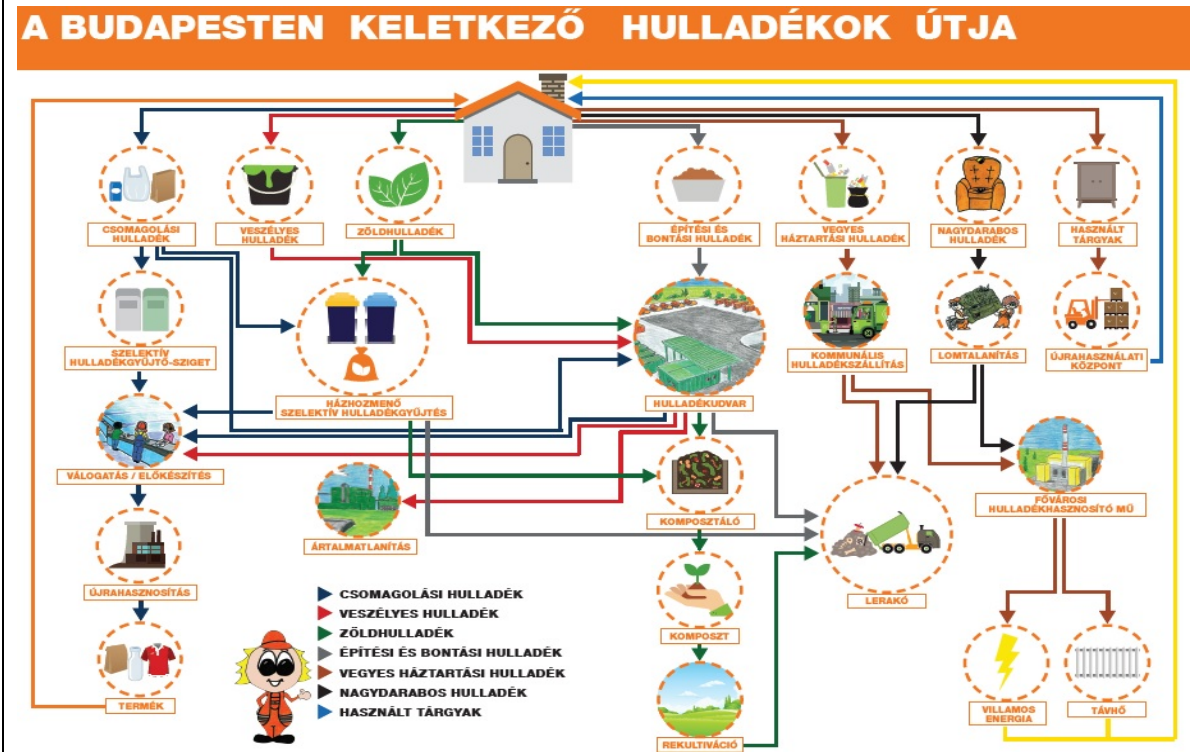 A BUDAPESTEN KELETKEZŐ HULLADÉKOK ÚTJA
CSOMAGOLÁSI
HULLADÉK
VESZÉLYES
HULLADÉK
ZÖLDHULLADÉK
ÉPÍTÉSI ÉS
BONTÁSI HULLADÉK
VEGYES
HÁZTARTÁSI HULLADÉK
NAGYDARABOS
HULLADÉK
HASZNÁLT
TÁRGYAK
SZELEKTÍV
HULLADÉKGYŰJTŐ-SZIGET
HÁZHOZMENŐ
SZELEKTÍV HULLADÉKGYŰJTÉS
HULLADÉKUDVAR
KOMMUNÁLIS
HULLADÉKSZÁLLÍTÁS
LOMTALANÍTÁS
ÚJRAHASZNÁLATI
KÖZPONT
VÁLOGATÁS / ELŐKÉSZÍTÉS
ÁRTALMATLANÍTÁS
KOMPOSZTÁLÓ
FŐVÁROSI
HULLADÉKHASZNOSÍTÓ MŰ
ÚJRAHASZNOSÍTÁS
KOMPOSZT
LERAKÓ
TERMÉK
CSOMAGOLÁSI HULLADÉK
VESZÉLYES HULLADÉK
ZÖLDHULLADÉK
ÉPÍTÉSI ÉS BONTÁSI HULLADÉK
VEGYES HÁZTARTÁSI HULLADÉK
NAGYDARABOS HULLADÉK
HASZNÁLT TÁRGYAK
REKULTIVÁCIÓ
VILLAMOS
ENERGIA
TÁVHŐ